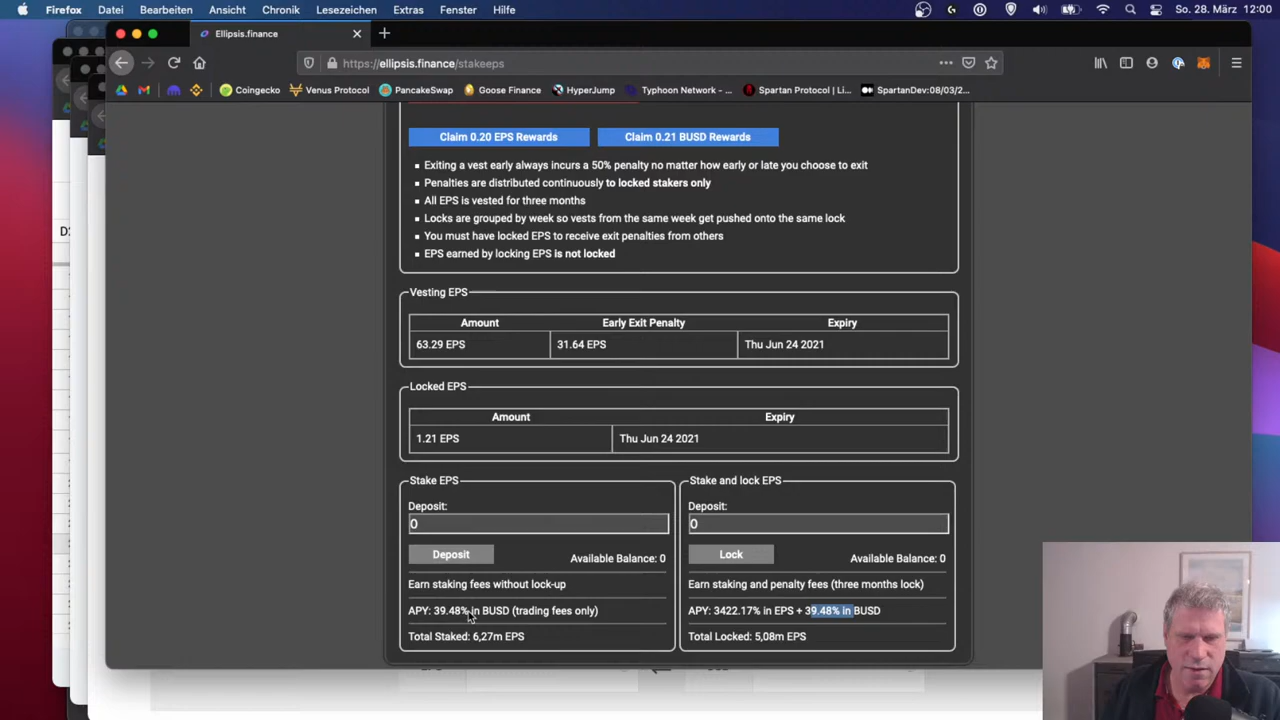 Firefox Datei Bearbeiten Ansicht Chronik Lesezeichen Extras Fenster Hilfe So. 28. März 12:00
Ellipsis.finance
https://ellipsis.finance/stakeeps
Coingecko Venus Protocol PancakeSwap Goose Finance HyperJump Typhoon Network - ... Spartan Protocol | Li... SpartanDev:08/03/2...
Claim 0.20 EPS Rewards Claim 0.21 BUSD Rewards
Exiting a vest early always incurs a 50% penalty no matter how early or late you choose to exit
Penalties are distributed continuously to locked stakers only
All EPS is vested for three months
Locks are grouped by week so vests from the same week get pushed onto the same lock
You must have locked EPS to receive exit penalties from others
EPS earned by locking EPS is not locked
Vesting EPS
Amount Early Exit Penalty Expiry
63.29 EPS 31.64 EPS Thu Jun 24 2021
Locked EPS
Amount Expiry
1.21 EPS Thu Jun 24 2021
Stake EPS
Deposit:
0
Deposit Available Balance: 0
Earn staking fees without lock-up
APY: 39.48% in BUSD (trading fees only)
Total Staked: 6,27m EPS
Stake and lock EPS
Deposit:
0
Lock Available Balance: 0
Earn staking and penalty fees (three months lock)
APY: 3422.17% in EPS + 39.48% in BUSD
Total Locked: 5,08m EPS